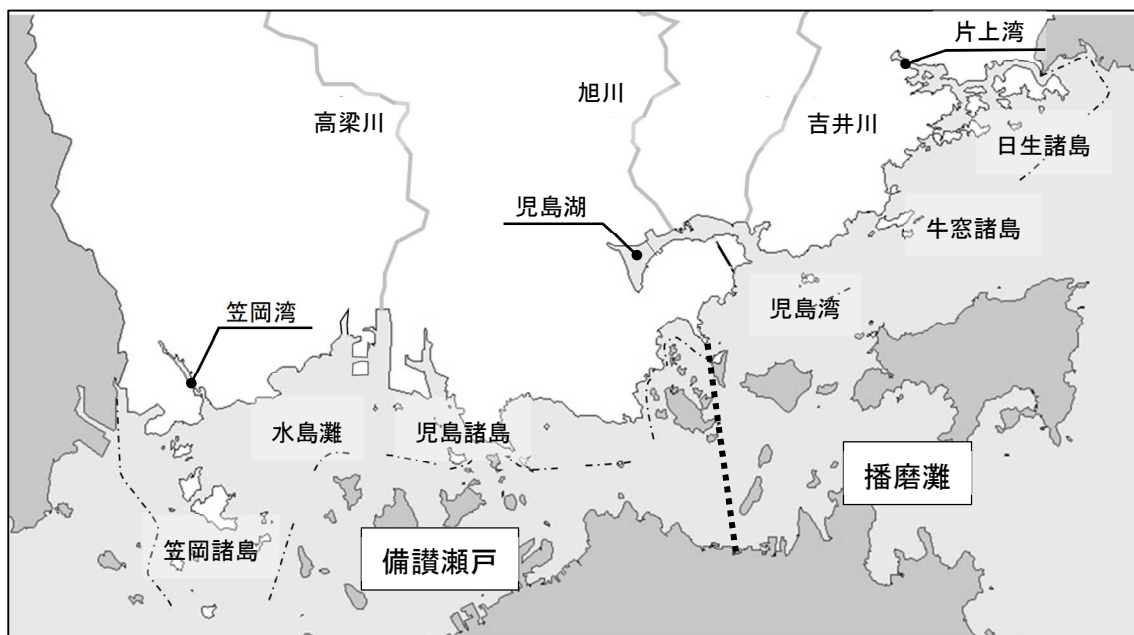 片上湾
旭川
高梁川
吉井川
日生諸島
児島湖
牛窓諸島
笠岡湾
児島湾
水島灘
児島諸島
播磨灘
笠岡諸島
備讃瀬戸